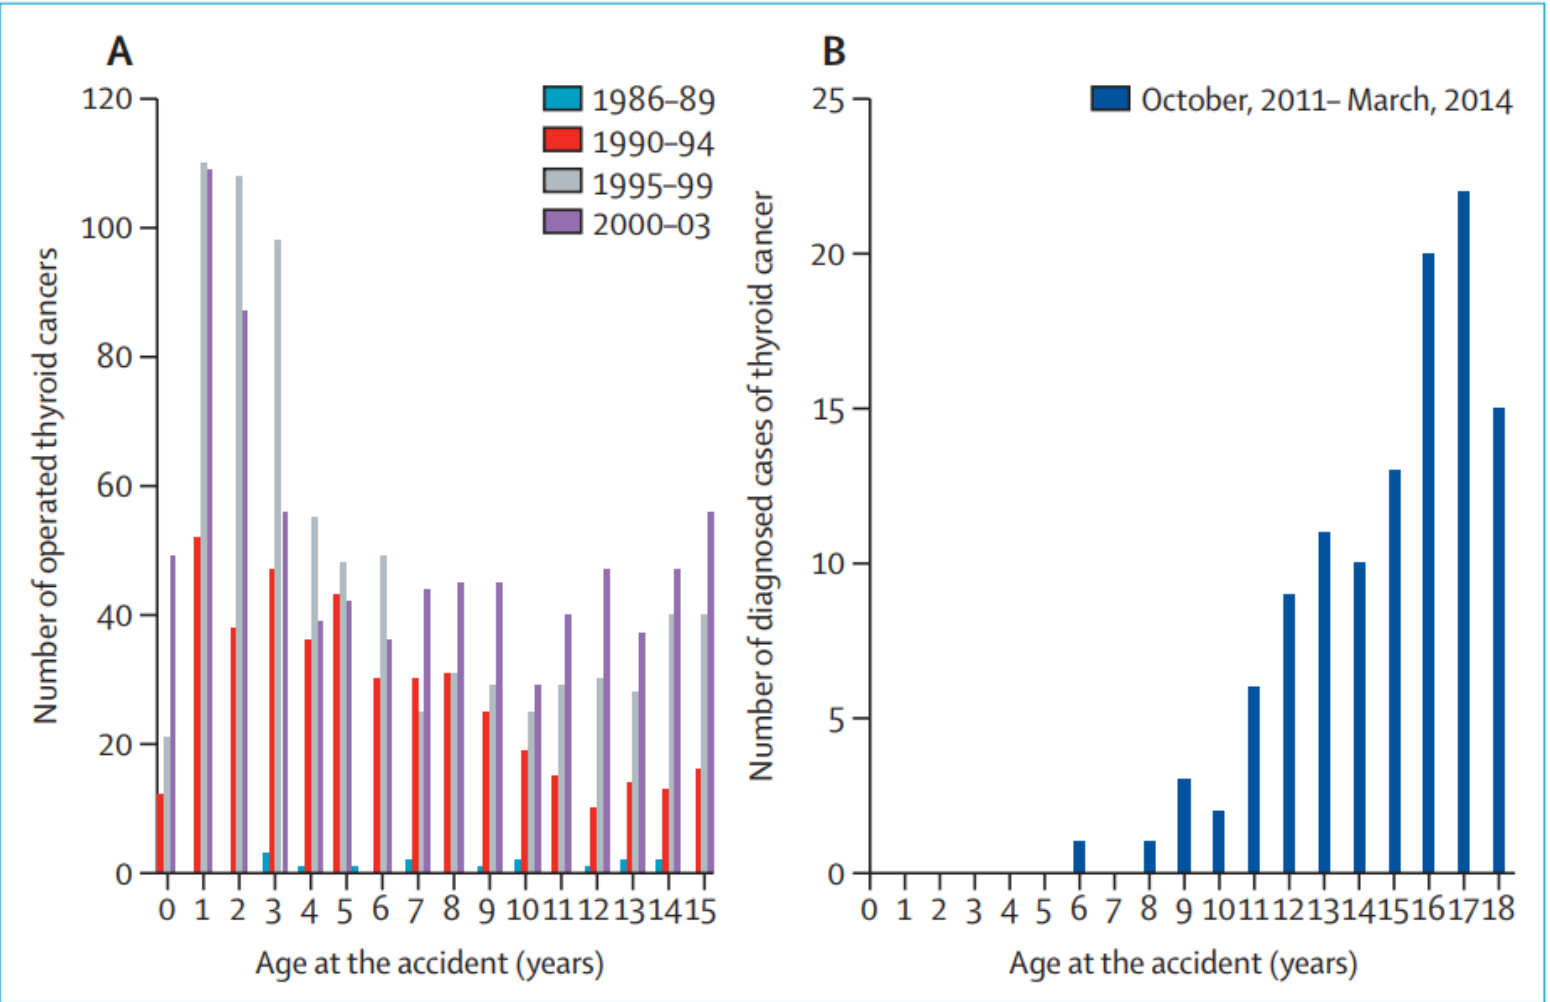 A
Number of operated thyroid cancers
120
100
80
60
40
20
0
1986–89
1990–94
1995–99
2000–03
0 1 2 3 4 5 6 7 8 9 10 11 12 13 14 15
Age at the accident (years)
B
Number of diagnosed cases of thyroid cancer
25
20
15
10
5
0
October, 2011– March, 2014
0 1 2 3 4 5 6 7 8 9 10 11 12 13 14 15 16 17 18
Age at the accident (years)